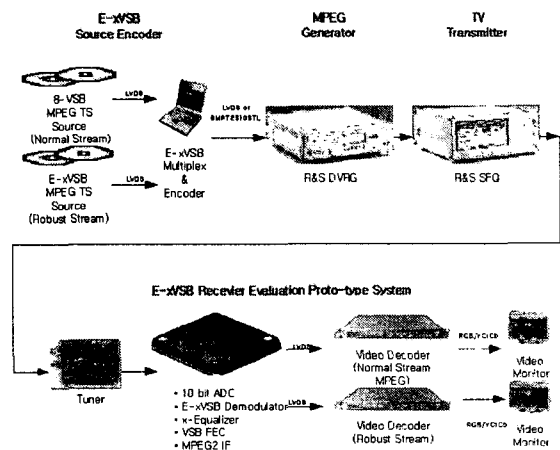 E-xVSB
Source Encoder
MPEG
Generator
TV
Transmitter
LVDS
8-VSB
MPEG TS
Source
(Normal Stream)
LVDS or
SMPTE310STL
E-xVSB
Multiplex
&
Encoder
R&S DVRG
R&S SFQ
E-xVSB
MPEG TS
Source
(Robust Stream)
LVDS
E-xVSB Recevier Evaluation Proto-type System
Tuner
• 10 bit ADC
• E-xVSB Demodulator
• x-Equalizer
• VSB FEC
• MPEG2 IF
LVDS
Video Decoder
(Normal Stream
MPEG)
RGB/YCrCb
Video
Monitor
LVDS
Video Decoder
(Robust Stream)
RGB/YCrCb
Video
Monitor